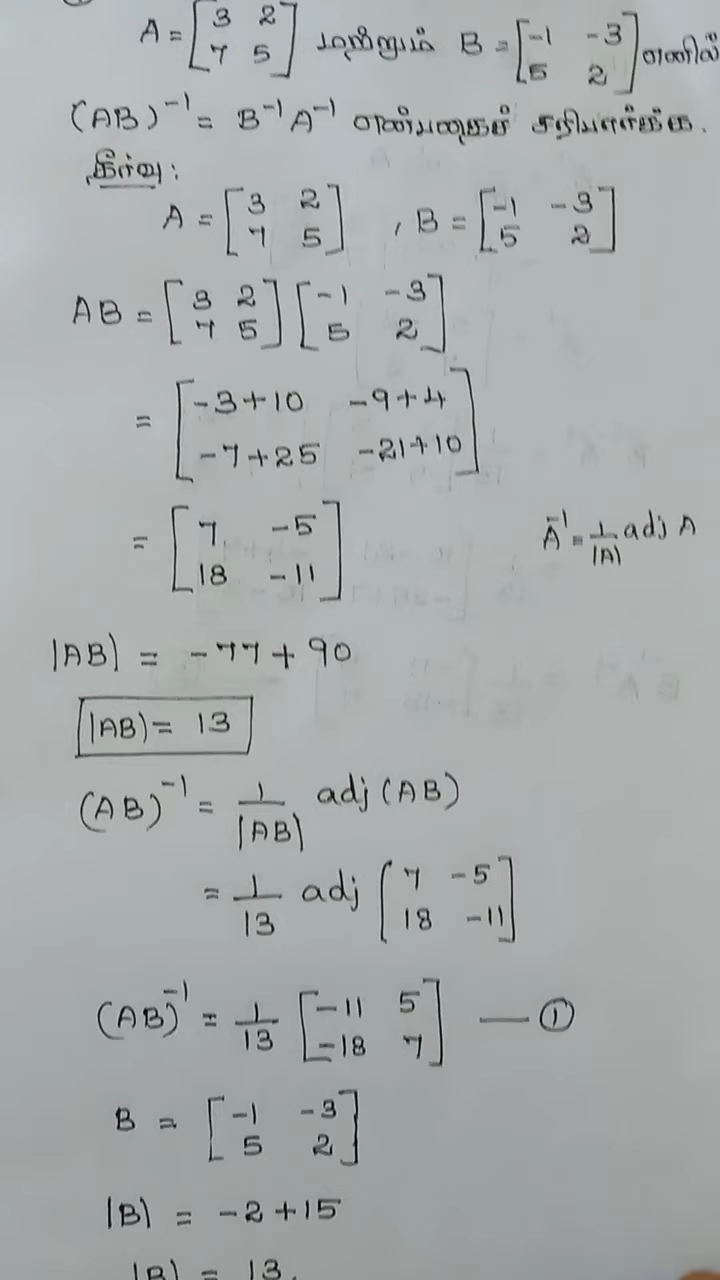 A = [3 2 7 5] மற்றும் B = [-1 -3 5 2] எனில்
(AB)⁻¹ = B⁻¹A⁻¹ என்பதைச் சரிபார்க்க.
தீர்வு:
A = [3 2 7 5], B = [-1 -3 5 2]
AB = [3 2 7 5] [-1 -3 5 2]
= [-3+10 -9+4 -7+25 -21+10]
= [7 -5 18 -11]
A⁻¹ = 1/|A| adj A
|AB| = -77+90
|AB| = 13
(AB)⁻¹ = 1/|AB| adj (AB)
= 1/13 adj [7 -5 18 -11]
(AB)⁻¹ = 1/13 [-11 5 -18 7] — ①
B = [-1 -3 5 2]
|B| = -2+15
|B| = 13.